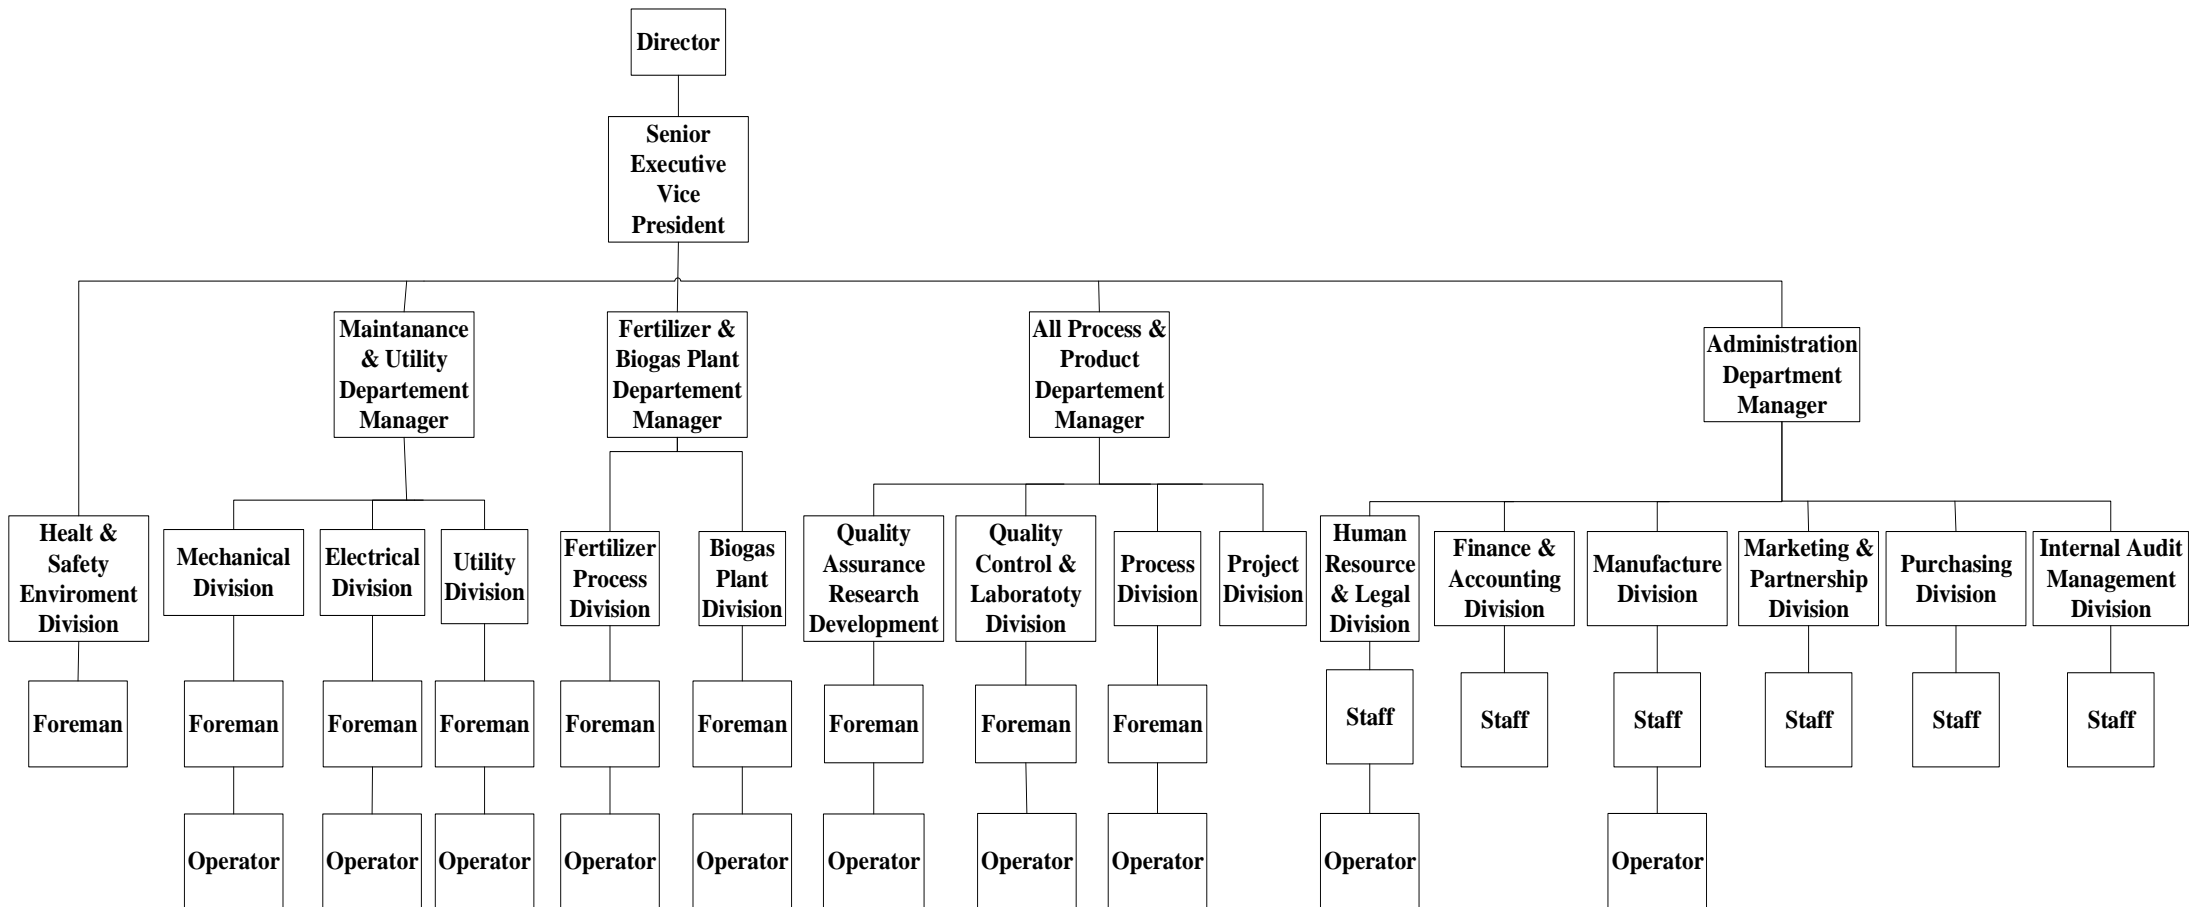 Director
Senior
Executive
Vice
President
Maintanance
& Utility
Departement
Manager
Fertilizer &
Biogas Plant
Departement
Manager
All Process &
Product
Departement
Manager
Administration
Department
Manager
Healt &
Safety
Enviroment
Division
Mechanical
Division
Electrical
Division
Utility
Division
Fertilizer
Process
Division
Biogas
Plant
Division
Quality
Assurance
Research
Development
Quality
Control &
Laboratoty
Division
Process
Division
Project
Division
Human
Resource
& Legal
Division
Finance &
Accounting
Division
Manufacture
Division
Marketing &
Partnership
Division
Purchasing
Division
Internal Audit
Management
Division
Foreman
Foreman
Foreman
Foreman
Foreman
Foreman
Foreman
Foreman
Foreman
Staff
Staff
Staff
Staff
Staff
Staff
Operator
Operator
Operator
Operator
Operator
Operator
Operator
Operator
Operator
Operator